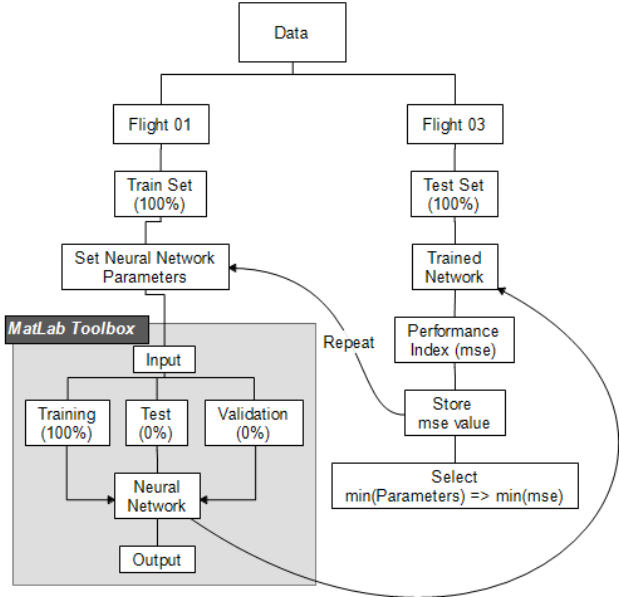 Data
Flight 01
Flight 03
Train Set
(100%)
Test Set
(100%)
Set Neural Network
Parameters
Trained
Network
MatLab Toolbox
Input
Repeat
Performance
Index (mse)
Training
(100%)
Test
(0%)
Validation
(0%)
Store
mse value
Neural
Network
Select
min(Parameters) => min(mse)
Output